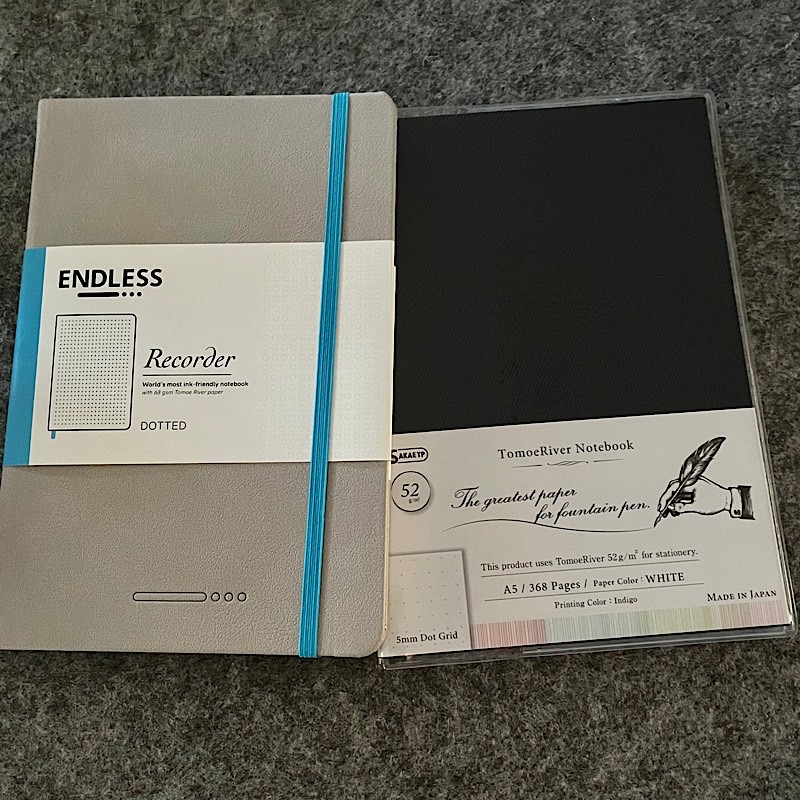 ENDLESS
Recorder
World's most ink-friendly notebook
with 68 gsm Tomoe River paper
DOTTED
SAKAETP
TomoeRiver Notebook
52
g/m²
The greatest paper
for fountain pen.
This product uses TomoeRiver 52g/m² for stationery.
A5 / 368 Pages / Paper Color : WHITE
Printing Color : Indigo
MADE IN JAPAN
5mm Dot Grid